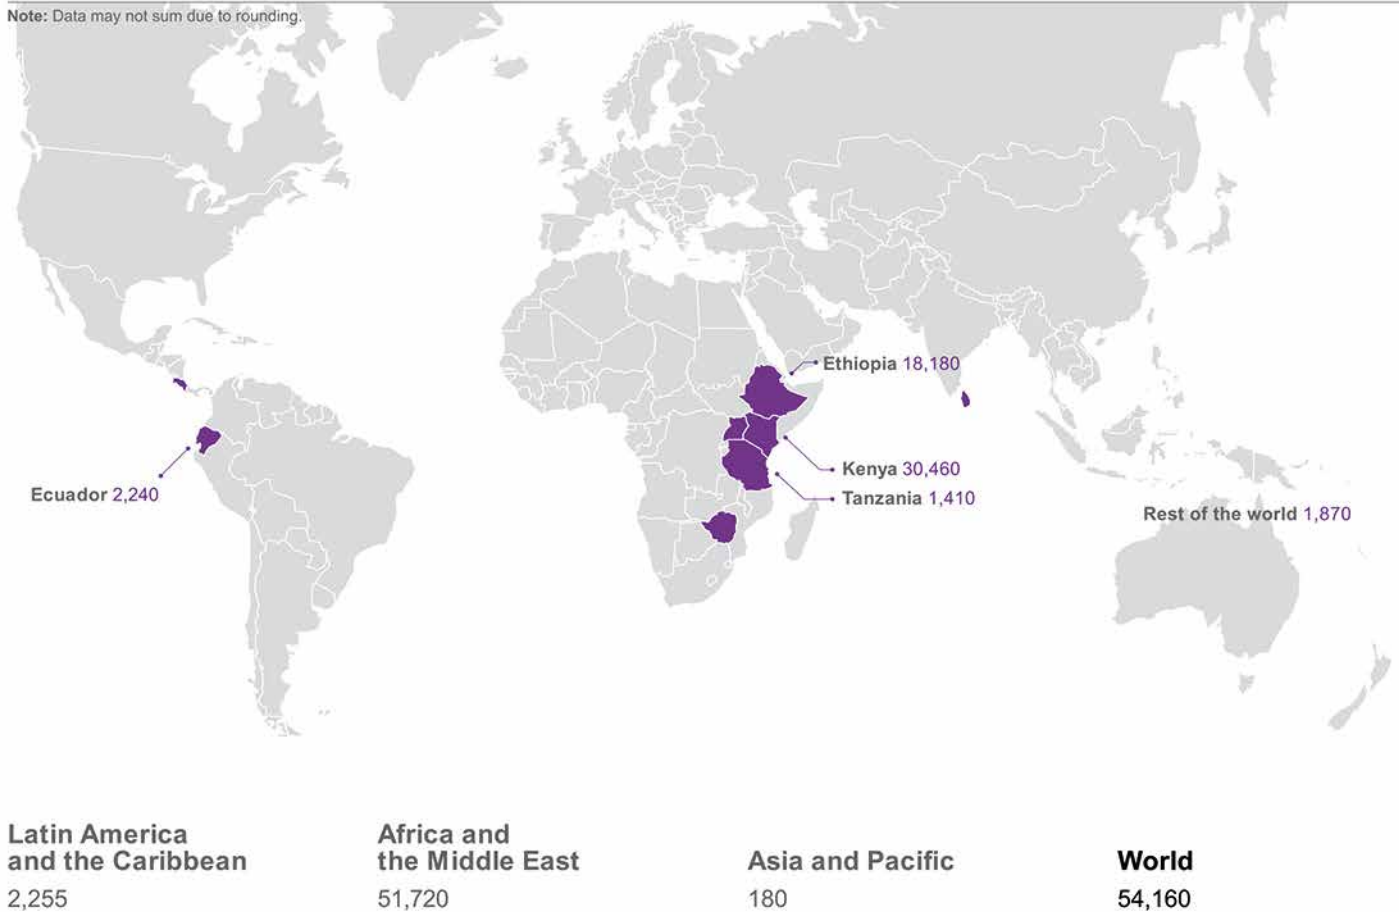 Note: Data may not sum due to rounding.
Ethiopia 18,180
Kenya 30,460
Ecuador 2,240
Tanzania 1,410
Rest of the world 1,870
Latin America
and the Caribbean
2,255
Africa and
the Middle East
51,720
Asia and Pacific
180
World
54,160